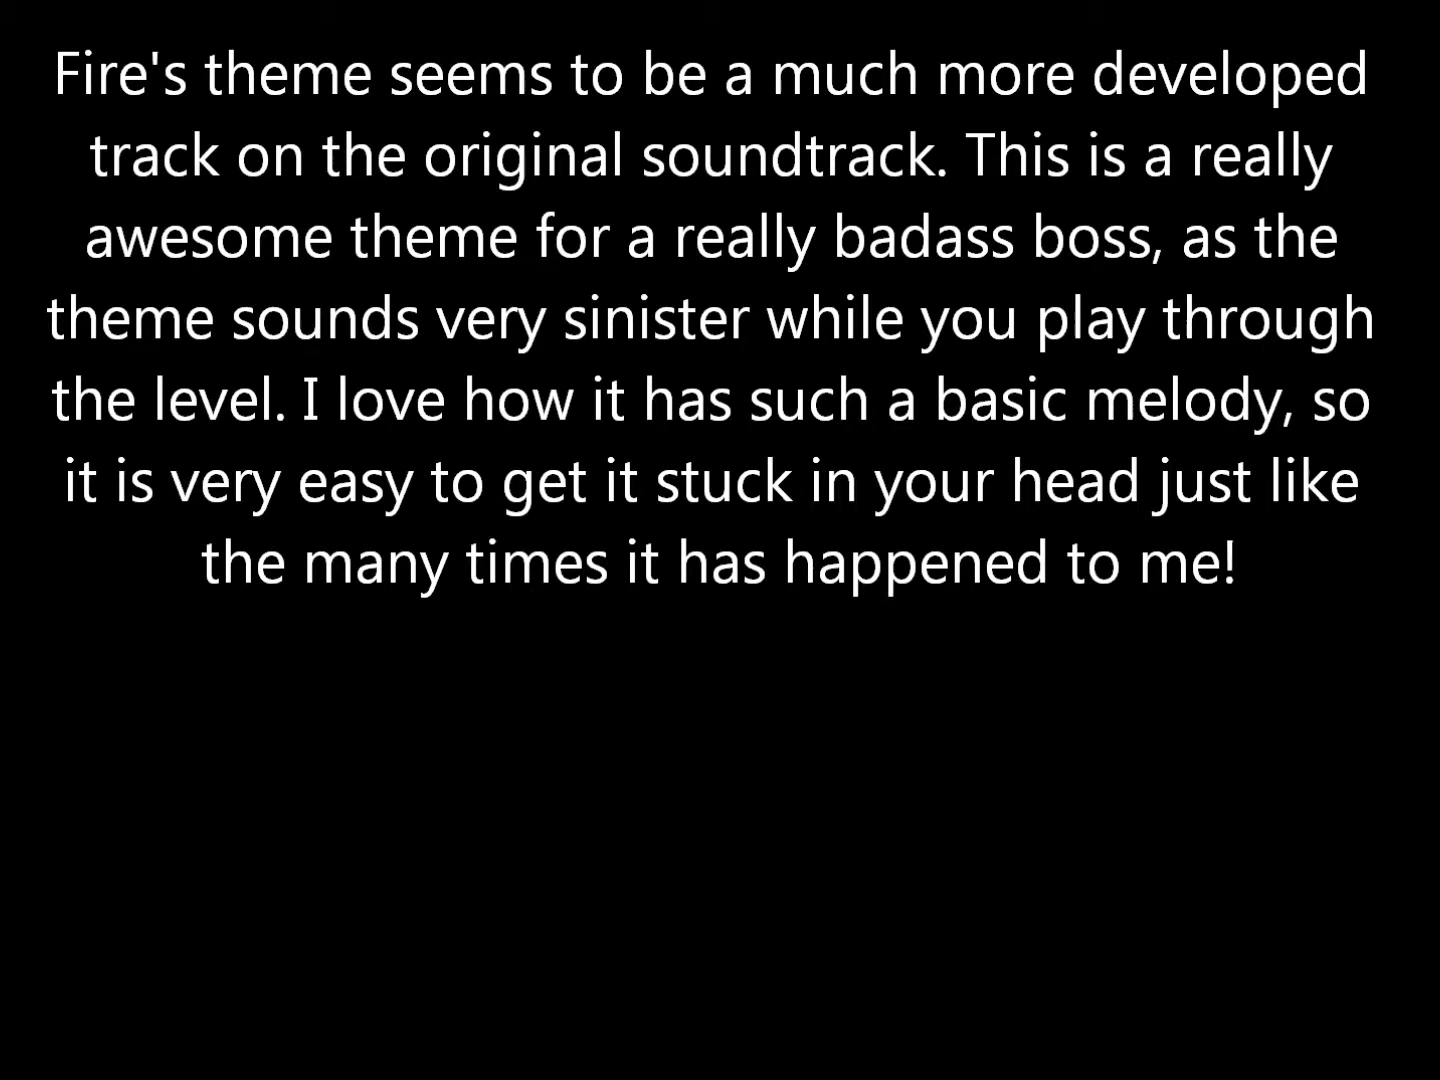 Fire's theme seems to be a much more developed
track on the original soundtrack. This is a really
awesome theme for a really badass boss, as the
theme sounds very sinister while you play through
the level. I love how it has such a basic melody, so
it is very easy to get it stuck in your head just like
the many times it has happened to me!